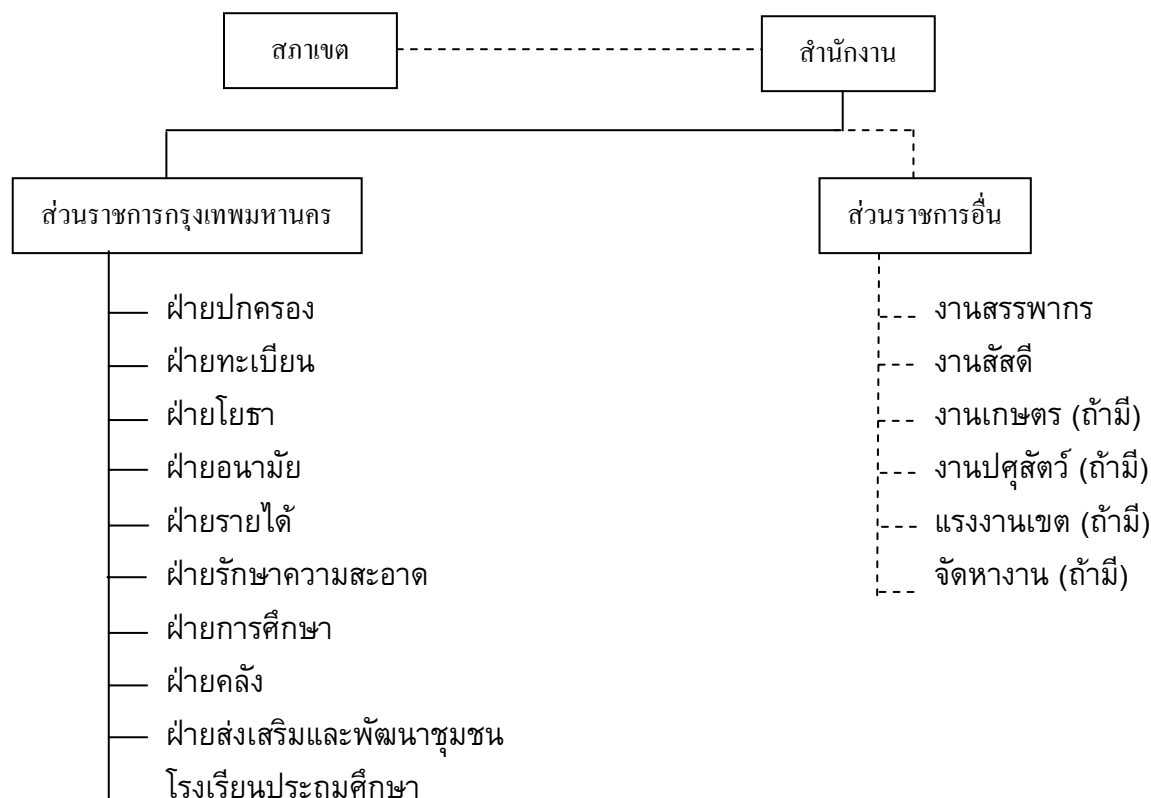 สภาเขต
สำนักงาน
ส่วนราชการกรุงเทพมหานคร
ส่วนราชการอื่น
ฝ่ายปกครอง
ฝ่ายทะเบียน
ฝ่ายโยธา
ฝ่ายอนามัย
ฝ่ายรายได้
ฝ่ายรักษาความสะอาด
ฝ่ายการศึกษา
ฝ่ายคลัง
ฝ่ายส่งเสริมและพัฒนาชุมชน
โรงเรียนประถมศึกษา
งานสรรพากร
งานสัสดี
งานเกษตร (ถ้ามี)
งานปศุสัตว์ (ถ้ามี)
แรงงานเขต (ถ้ามี)
จัดหางาน (ถ้ามี)